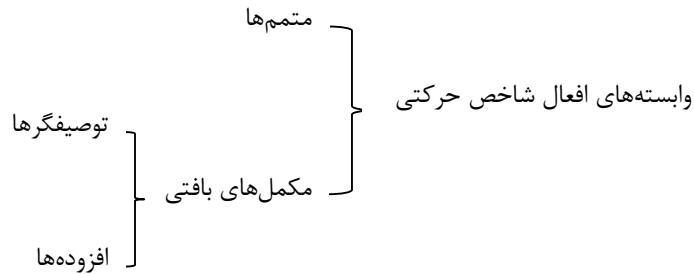 متمم‌ها
وابسته‌های افعال شاخص حرکتی
توصیفگرها
مکمل‌های بافتی
افزوده‌ها